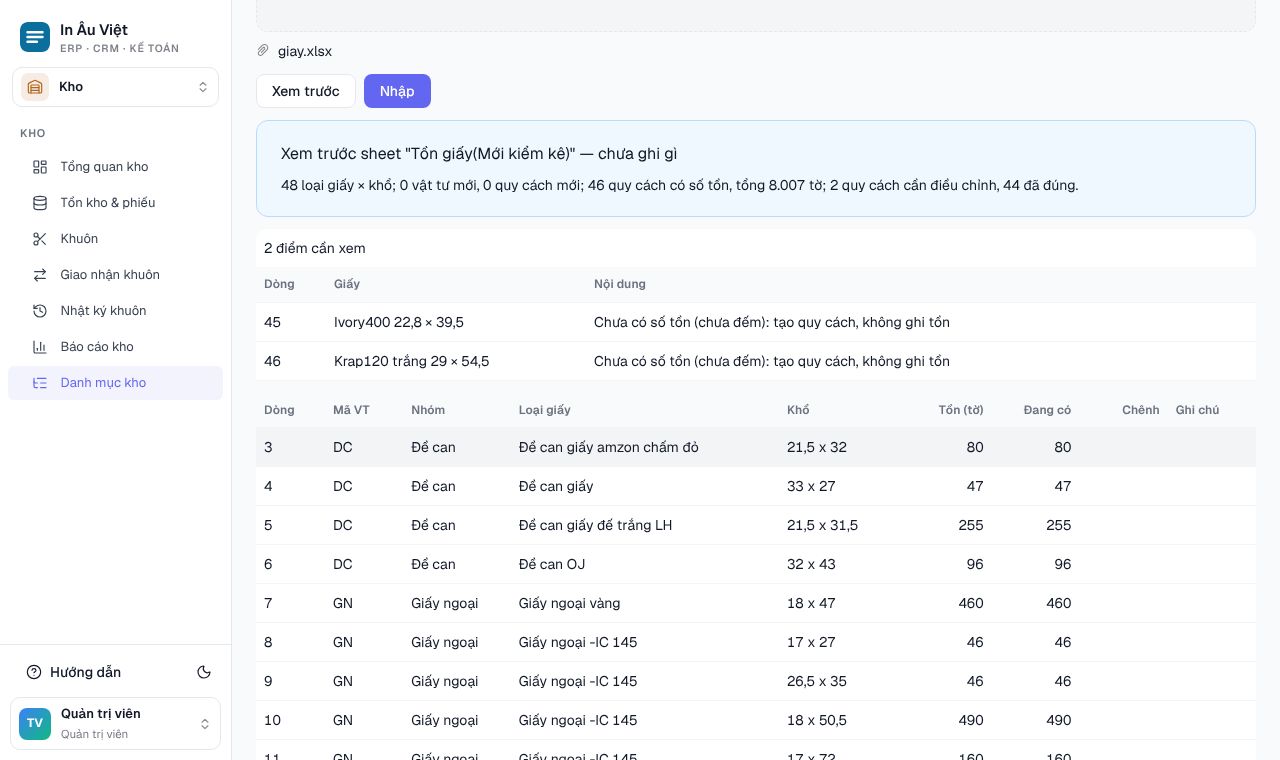 In Âu Việt
ERP · CRM · KẾ TOÁN
Kho
KHO
Tổng quan kho
Tồn kho & phiếu
Khuôn
Giao nhận khuôn
Nhật ký khuôn
Báo cáo kho
Danh mục kho
Hướng dẫn
TV
Quản trị viên
Quản trị viên
giay.xlsx
Xem trước Nhập
Xem trước sheet "Tồn giấy(Mới kiểm kê)" — chưa ghi gì
48 loại giấy × khổ; 0 vật tư mới, 0 quy cách mới; 46 quy cách có số tồn, tổng 8.007 tờ; 2 quy cách cần điều chỉnh, 44 đã đúng.
2 điểm cần xem
Dòng Giấy Nội dung
45 Ivory400 22,8 × 39,5 Chưa có số tồn (chưa đếm): tạo quy cách, không ghi tồn
46 Krap120 trắng 29 × 54,5 Chưa có số tồn (chưa đếm): tạo quy cách, không ghi tồn
Dòng Mã VT Nhóm Loại giấy Khổ Tồn (tờ) Đang có Chênh Ghi chú
3 DC Đề can Đề can giấy amzon chấm đỏ 21,5 x 32 80 80
4 DC Đề can Đề can giấy 33 x 27 47 47
5 DC Đề can Đề can giấy đế trắng LH 21,5 x 31,5 255 255
6 DC Đề can Đề can OJ 32 x 43 96 96
7 GN Giấy ngoại Giấy ngoại vàng 18 x 47 460 460
8 GN Giấy ngoại Giấy ngoại -IC 145 17 x 27 46 46
9 GN Giấy ngoại Giấy ngoại -IC 145 26,5 x 35 46 46
10 GN Giấy ngoại Giấy ngoại -IC 145 18 x 50,5 490 490
11 GN Giấy ngoại Giấy ngoại -IC 145 17 x 72 160 160